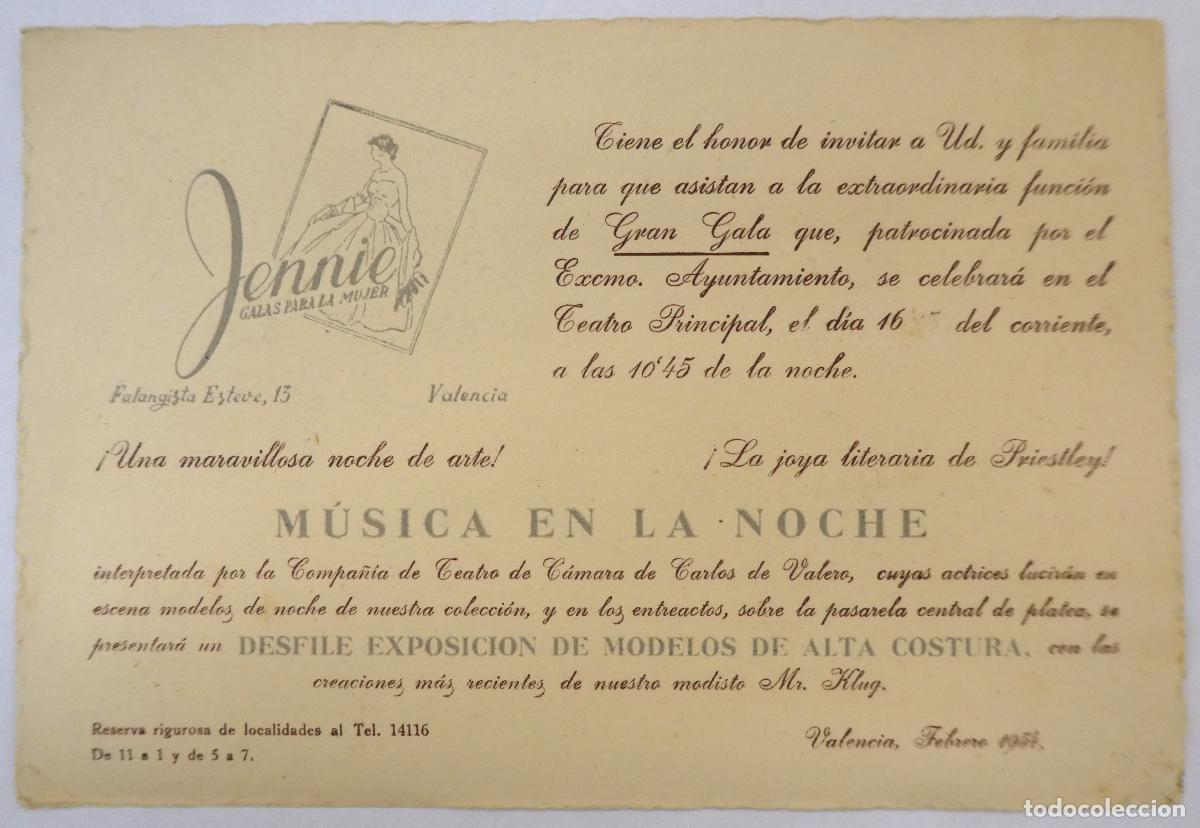 Jennie
GALAS PARA LA MUJER
Falangista Esteve, 13 Valencia
Tiene el honor de invitar a Ud. y familia
para que asistan a la extraordinaria función
de Gran Gala que, patrocinada por el
Excmo. Ayuntamiento, se celebrará en el
Teatro Principal, el día 16 del corriente,
a las 10'45 de la noche.
¡Una maravillosa noche de arte! ¡La joya literaria de Priestley!
MÚSICA EN LA NOCHE
interpretada por la Compañía de Teatro de Cámara de Carlos de Valero, cuyas actrices lucirán en
escena modelos de noche de nuestra colección, y en los entreactos, sobre la pasarela central de platea, se
presentará un DESFILE EXPOSICION DE MODELOS DE ALTA COSTURA, con las
creaciones más recientes de nuestro modisto Mr. Klug.
Reserva rigurosa de localidades al Tel. 14116
De 11 a 1 y de 5 a 7.
Valencia, Febrero 1954.
todocoleccion